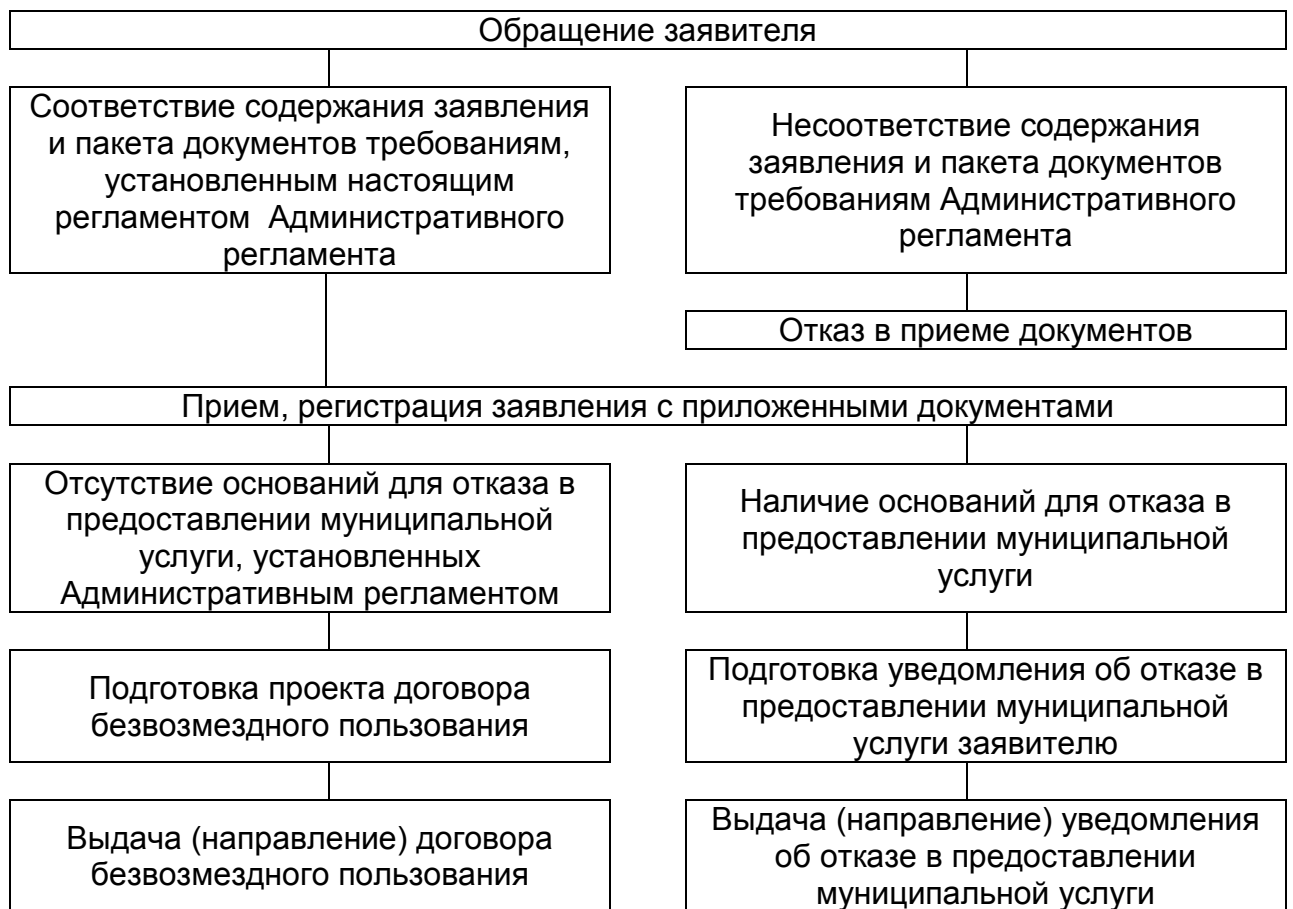 Обращение заявителя
Соответствие содержания заявления
и пакета документов требованиям,
установленным настоящим
регламентом  Административного
регламента
Несоответствие содержания
заявления и пакета документов
требованиям Административного
регламента
Отказ в приеме документов
Прием, регистрация заявления с приложенными документами
Отсутствие оснований для отказа в
предоставлении муниципальной
услуги, установленных
Административным регламентом
Наличие оснований для отказа в
предоставлении муниципальной
услуги
Подготовка проекта договора
безвозмездного пользования
Подготовка уведомления об отказе в
предоставлении муниципальной
услуги заявителю
Выдача (направление) договора
безвозмездного пользования
Выдача (направление) уведомления
об отказе в предоставлении
муниципальной услуги